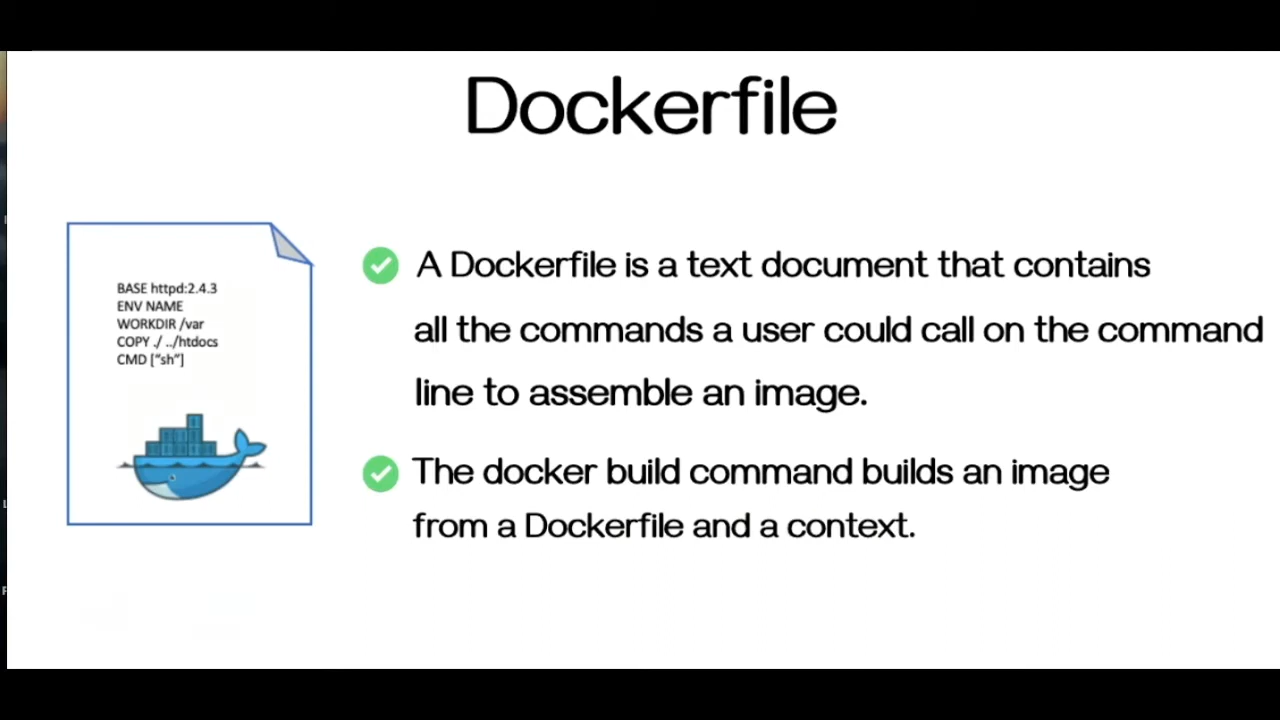 Dockerfile
BASE httpd:2.4.3
ENV NAME
WORKDIR /var
COPY ./ ../htdocs
CMD [“sh”]
A Dockerfile is a text document that contains
all the commands a user could call on the command
line to assemble an image.
The docker build command builds an image
from a Dockerfile and a context.